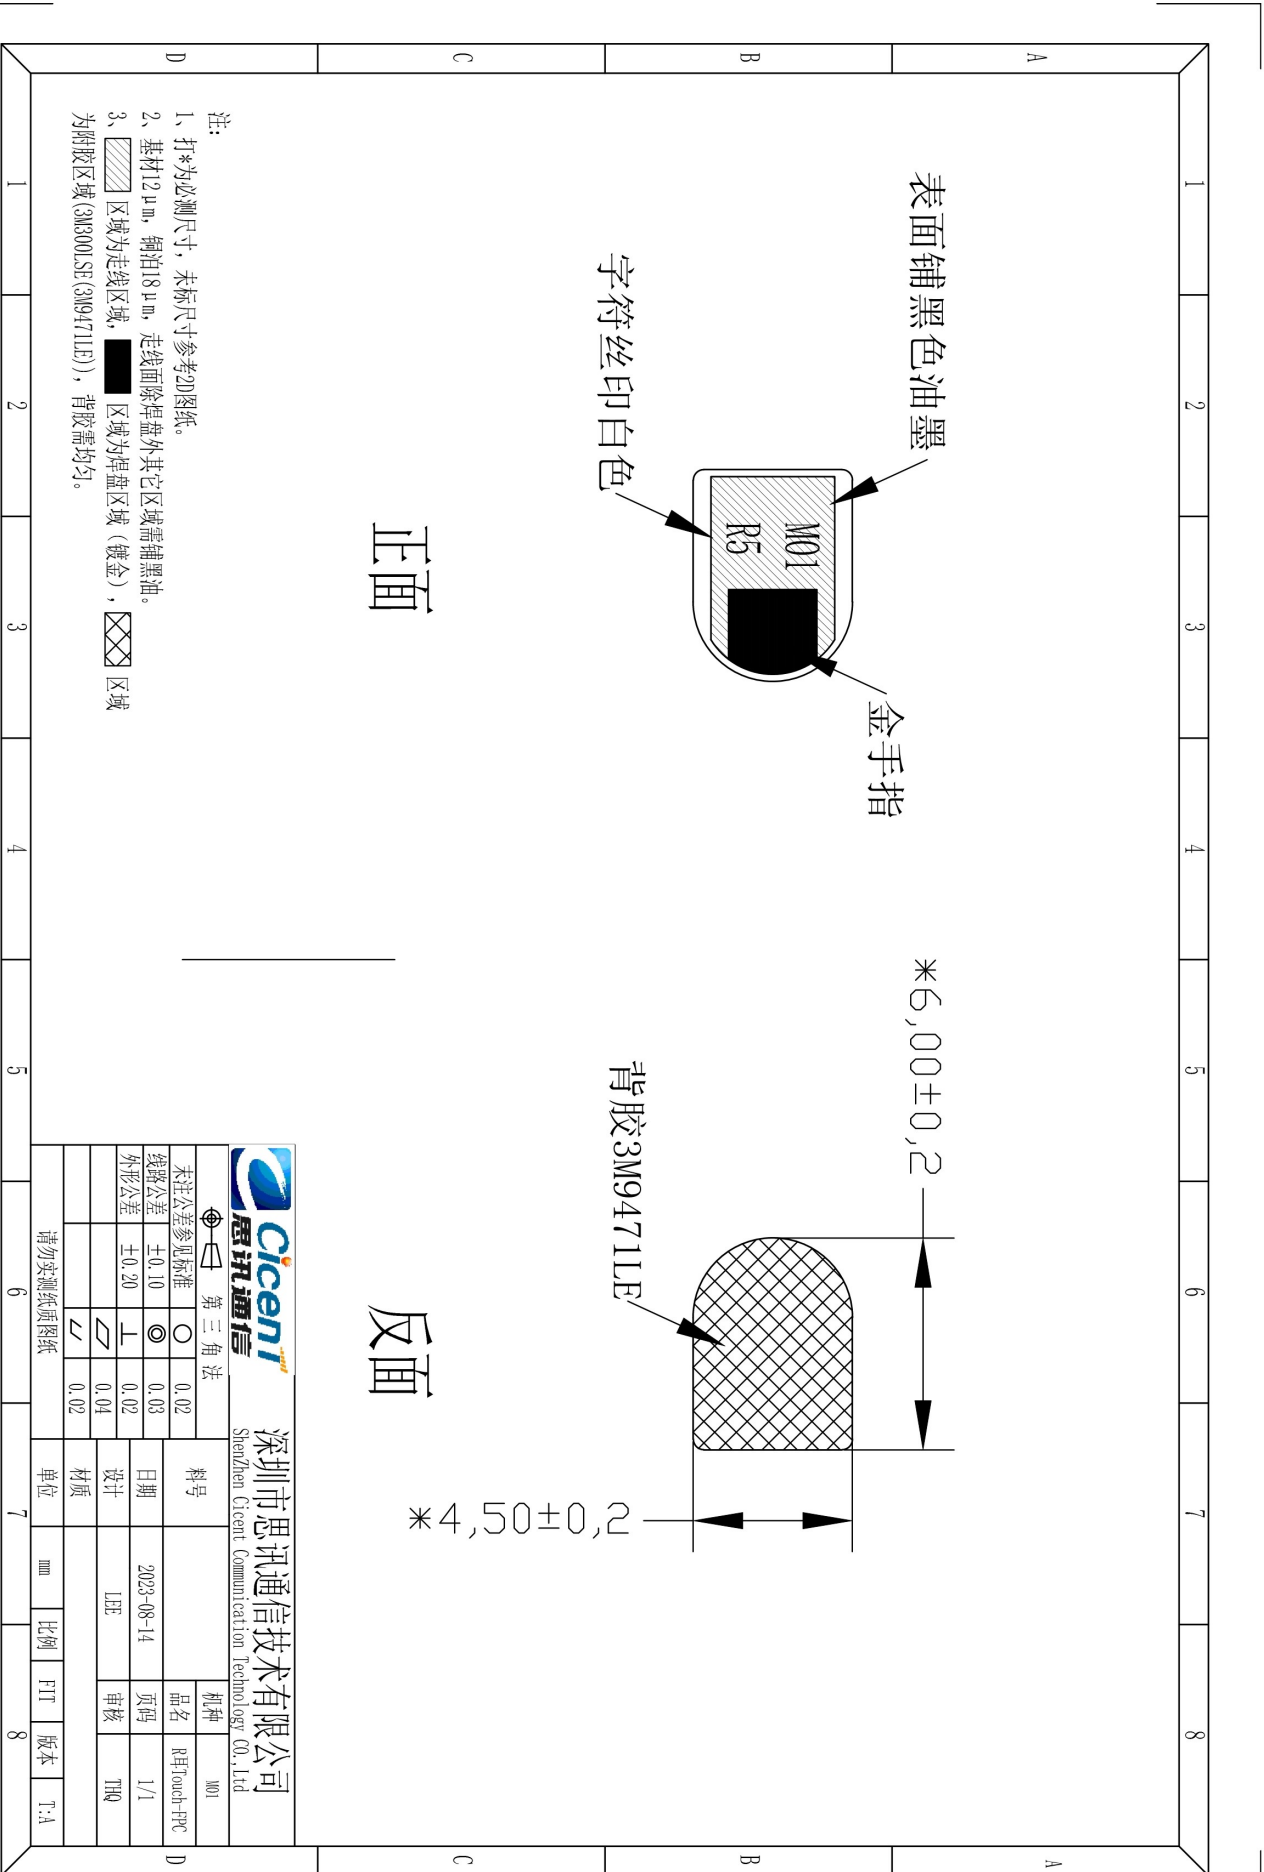 1 2 3 4 5 6 7 8
A
B
C
D
表面铺黑色油墨
字符丝印白色
金手指
M01
R5
正面
*6,00±0,2
*4,50±0,2
背胶3M9471LE
反面
注:
1、打*为必测尺寸，未标尺寸参考2D图纸。
2、基材12μm，铜泊18μm，走线面除焊盘外其它区域需铺黑油。
3、 区域为走线区域， 区域为焊盘区域（镀金）， 区域
为附胶区域(3M300LSE(3M9471LE))，背胶需均匀。
Cicent
思讯通信
深圳市思讯通信技术有限公司
ShenZhen Cicent Communication Technology CO.,Ltd
第三角法
未注公差参见标准 0.02
线路公差 ±0.10 0.03
外形公差 ±0.20 0.02
0.04
0.02
请勿实测纸质图纸
机种 M01
料号 品名 R耳Touch-FPC
日期 2023-08-14 页码 1/1
设计 LEE 审核 THQ
材质
单位 mm 比例 FIT 版本 T:A
A
B
C
D
1 2 3 4 5 6 7 8